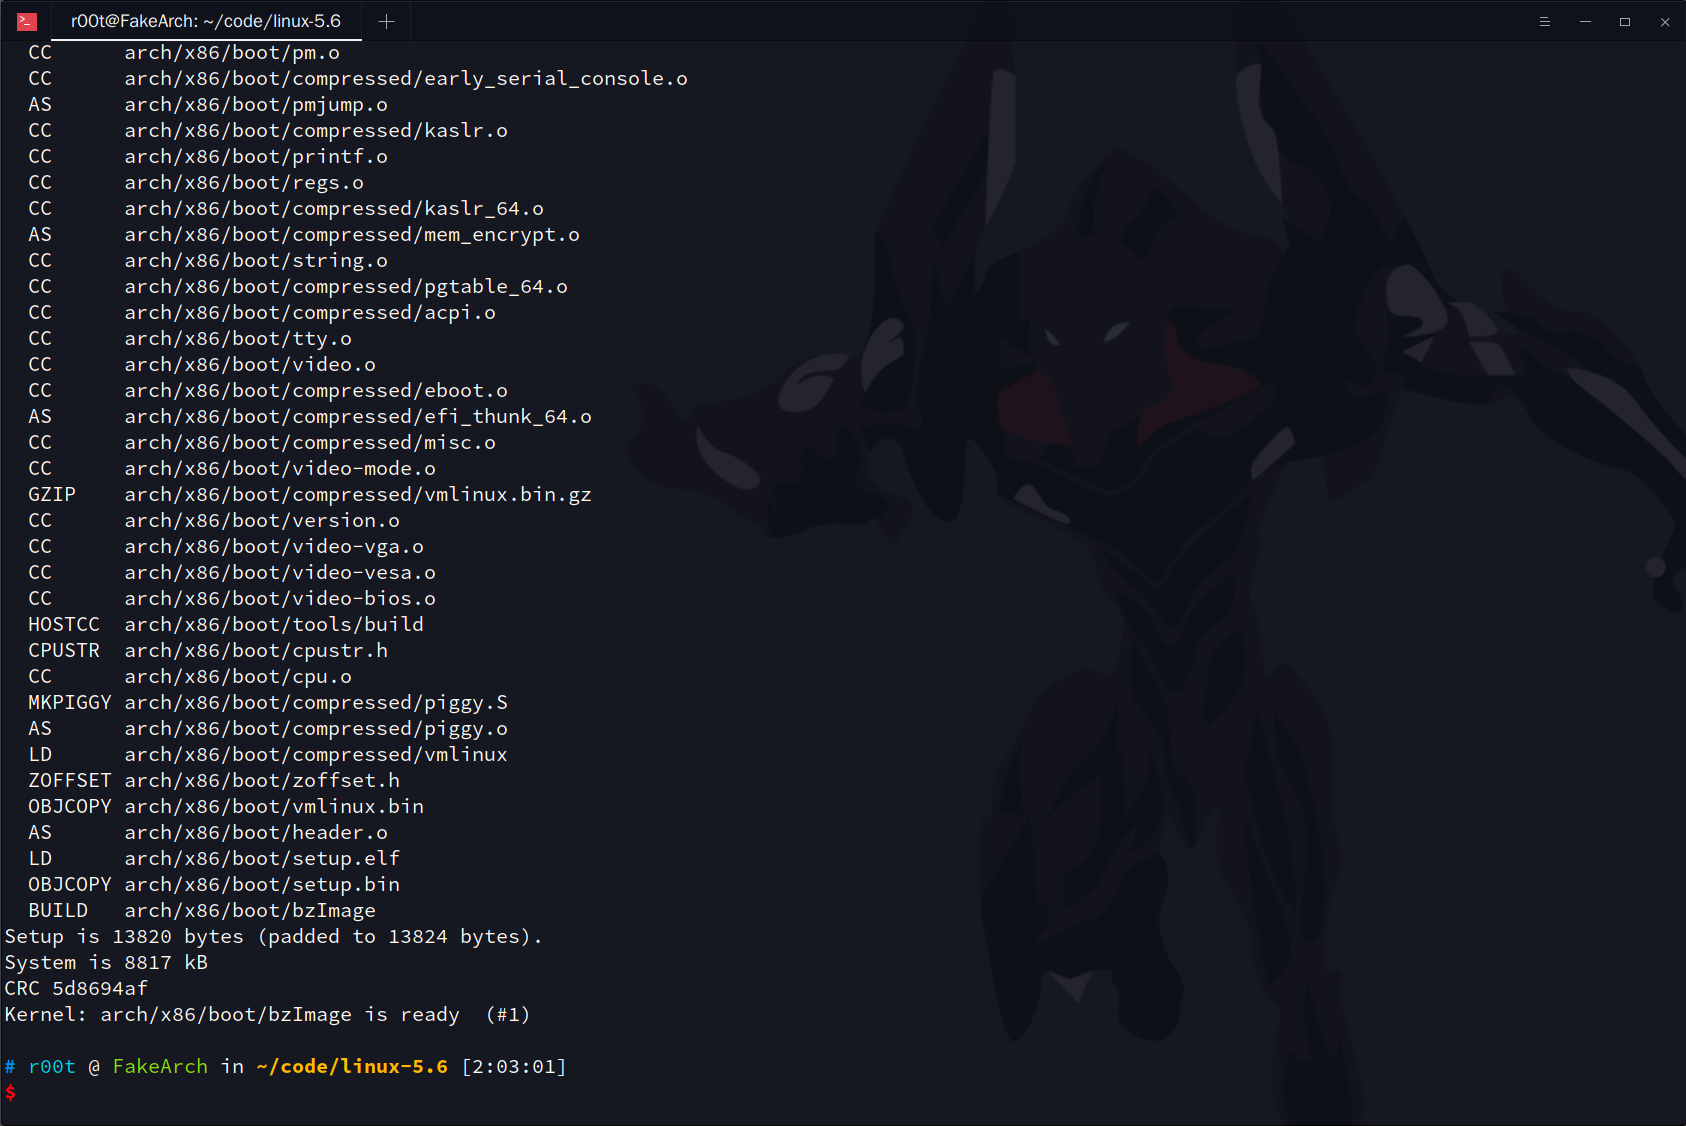 r00t@FakeArch: ~/code/linux-5.6
CC arch/x86/boot/pm.o
CC arch/x86/boot/compressed/early_serial_console.o
AS arch/x86/boot/pmjump.o
CC arch/x86/boot/compressed/kaslr.o
CC arch/x86/boot/printf.o
CC arch/x86/boot/regs.o
CC arch/x86/boot/compressed/kaslr_64.o
AS arch/x86/boot/compressed/mem_encrypt.o
CC arch/x86/boot/string.o
CC arch/x86/boot/compressed/pgtable_64.o
CC arch/x86/boot/compressed/acpi.o
CC arch/x86/boot/tty.o
CC arch/x86/boot/video.o
CC arch/x86/boot/compressed/eboot.o
AS arch/x86/boot/compressed/efi_thunk_64.o
CC arch/x86/boot/compressed/misc.o
CC arch/x86/boot/video-mode.o
GZIP arch/x86/boot/compressed/vmlinux.bin.gz
CC arch/x86/boot/version.o
CC arch/x86/boot/video-vga.o
CC arch/x86/boot/video-vesa.o
CC arch/x86/boot/video-bios.o
HOSTCC arch/x86/boot/tools/build
CPUSTR arch/x86/boot/cpustr.h
CC arch/x86/boot/cpu.o
MKPIGGY arch/x86/boot/compressed/piggy.S
AS arch/x86/boot/compressed/piggy.o
LD arch/x86/boot/compressed/vmlinux
ZOFFSET arch/x86/boot/zoffset.h
OBJCOPY arch/x86/boot/vmlinux.bin
AS arch/x86/boot/header.o
LD arch/x86/boot/setup.elf
OBJCOPY arch/x86/boot/setup.bin
BUILD arch/x86/boot/bzImage
Setup is 13820 bytes (padded to 13824 bytes).
System is 8817 kB
CRC 5d8694af
Kernel: arch/x86/boot/bzImage is ready (#1)
# r00t @ FakeArch in ~/code/linux-5.6 [2:03:01]
$